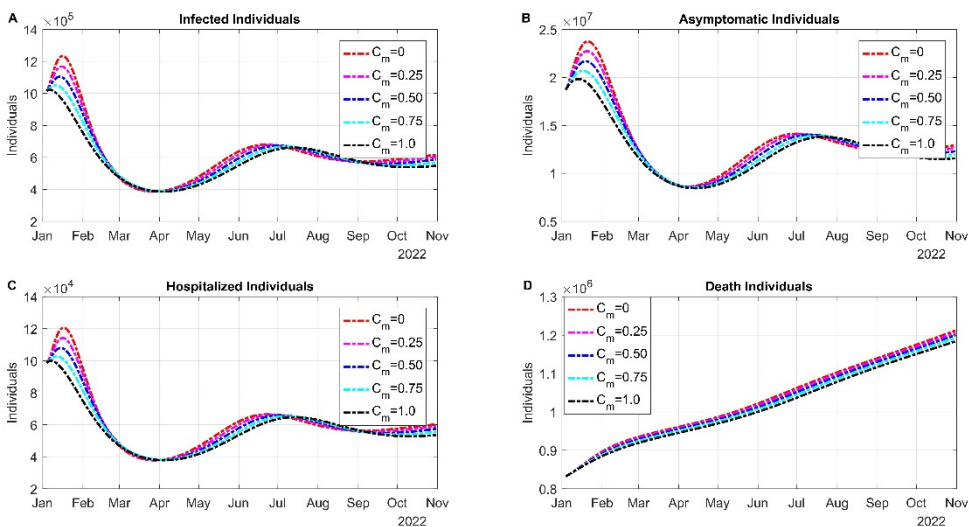 A
Infected Individuals
×10^5
14
12
10
8
6
4
2
Individuals
Jan Feb Mar Apr May Jun Jul Aug Sep Oct Nov
2022
C_m=0
C_m=0.25
C_m=0.50
C_m=0.75
C_m=1.0
B
Asymptomatic Individuals
×10^7
2.5
2
1.5
1
0.5
Individuals
Jan Feb Mar Apr May Jun Jul Aug Sep Oct Nov
2022
C_m=0
C_m=0.25
C_m=0.50
C_m=0.75
C_m=1.0
C
Hospitalized Individuals
×10^4
14
12
10
8
6
4
2
Individuals
Jan Feb Mar Apr May Jun Jul Aug Sep Oct Nov
2022
C_m=0
C_m=0.25
C_m=0.50
C_m=0.75
C_m=1.0
D
Death Individuals
×10^6
1.3
1.2
1.1
1
0.9
0.8
Individuals
Jan Feb Mar Apr May Jun Jul Aug Sep Oct Nov
2022
C_m=0
C_m=0.25
C_m=0.50
C_m=0.75
C_m=1.0